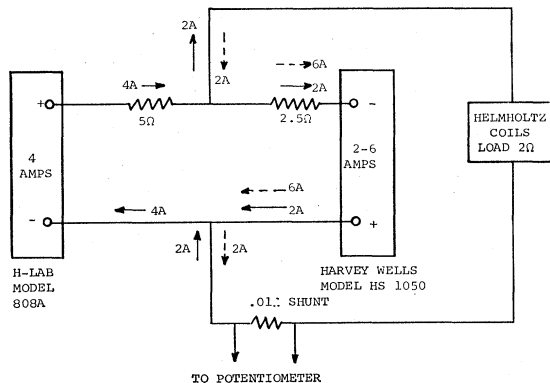 2A
6A
4A
2A
2A
+
-
5Ω
2.5Ω
HELMHOLTZ
COILS
LOAD 2Ω
4
AMPS
2-6
AMPS
6A
4A
2A
-
+
2A
2A
H-LAB
MODEL
808A
HARVEY WELLS
MODEL HS 1050
.01Ω SHUNT
TO POTENTIOMETER